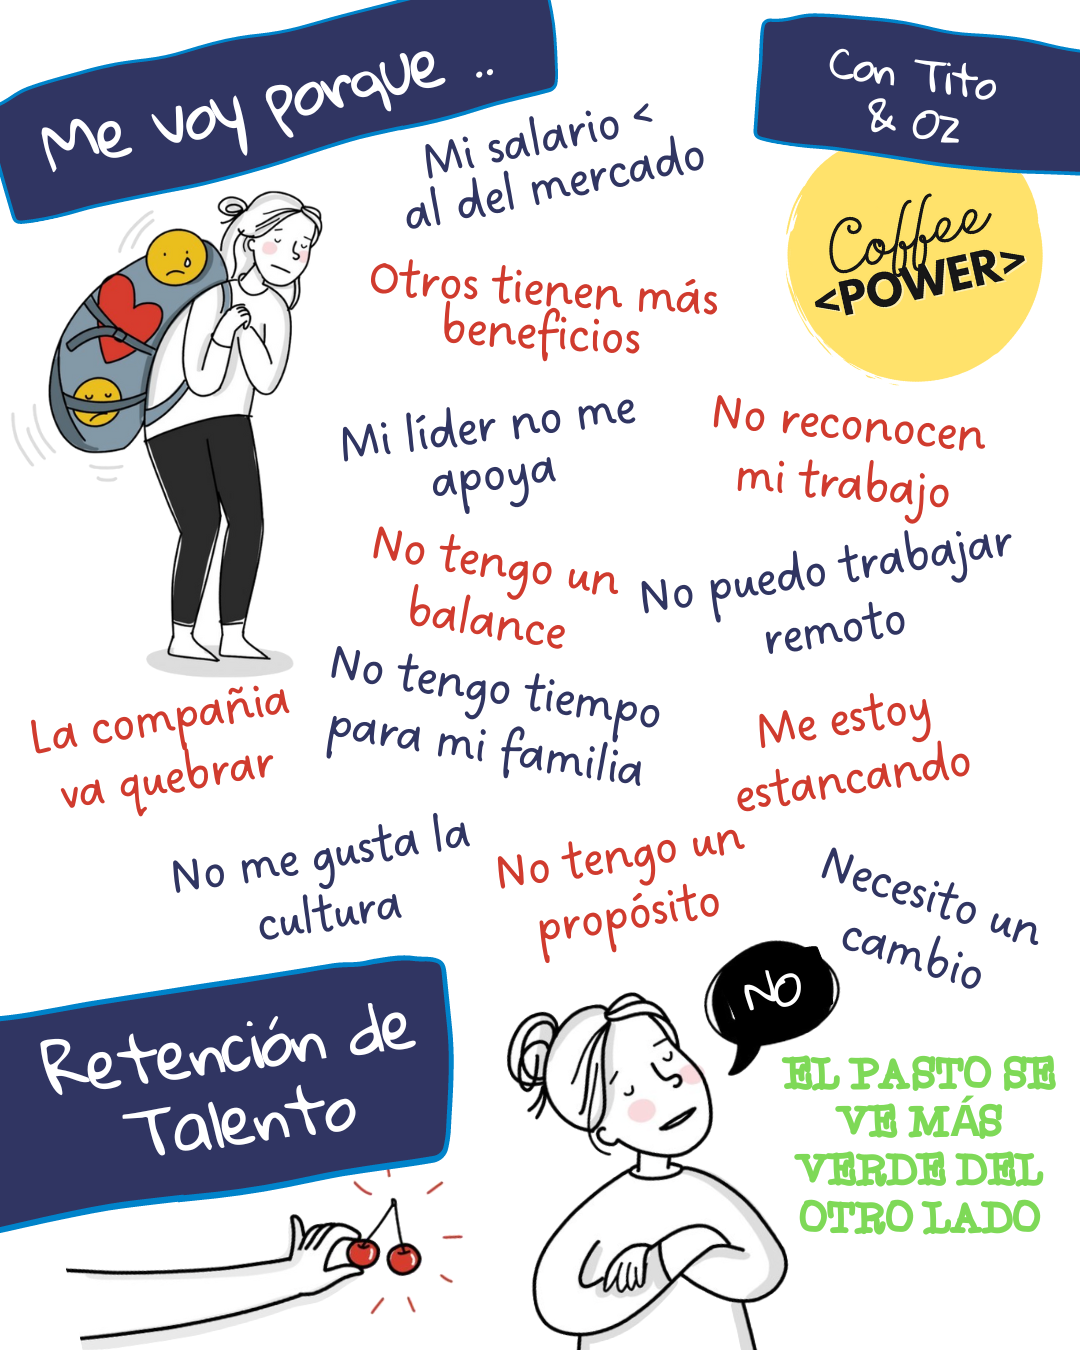 Me voy porque ..
Con Tito
& Oz
Coffee
<POWER>
Mi salario <
al del mercado
Otros tienen más
beneficios
Mi líder no me
apoya
No reconocen
mi trabajo
No tengo un
balance
No puedo trabajar
remoto
No tengo tiempo
para mi familia
La compañia
va quebrar
Me estoy
estancando
No me gusta la
cultura
No tengo un
propósito
Necesito un
cambio
Retención de
Talento
NO
EL PASTO SE
VE MÁS
VERDE DEL
OTRO LADO